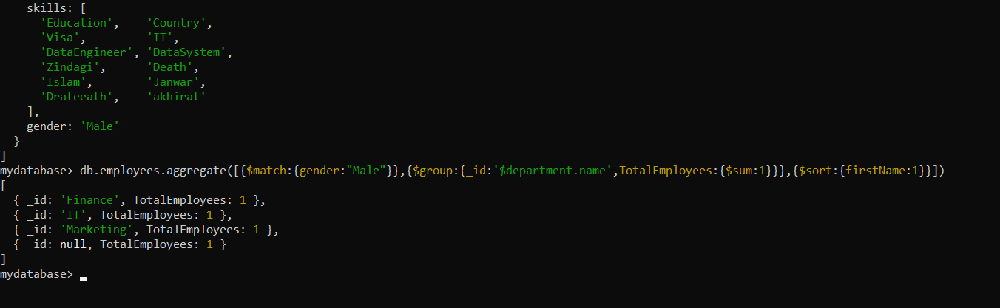 skills: [
'Education', 'Country',
'Visa', 'IT',
'DataEngineer', 'DataSystem',
'Zindagi', 'Death',
'Islam', 'Janwar',
'Drateeath', 'akhirat'
],
gender: 'Male'
}
]
mydatabase> db.employees.aggregate([{$match:{gender:"Male"}},{$group:{_id:'$department.name',TotalEmployees:{$sum:1}}},{$sort:{firstName:1}}])
[
{ _id: 'Finance', TotalEmployees: 1 },
{ _id: 'IT', TotalEmployees: 1 },
{ _id: 'Marketing', TotalEmployees: 1 },
{ _id: null, TotalEmployees: 1 }
]
mydatabase>